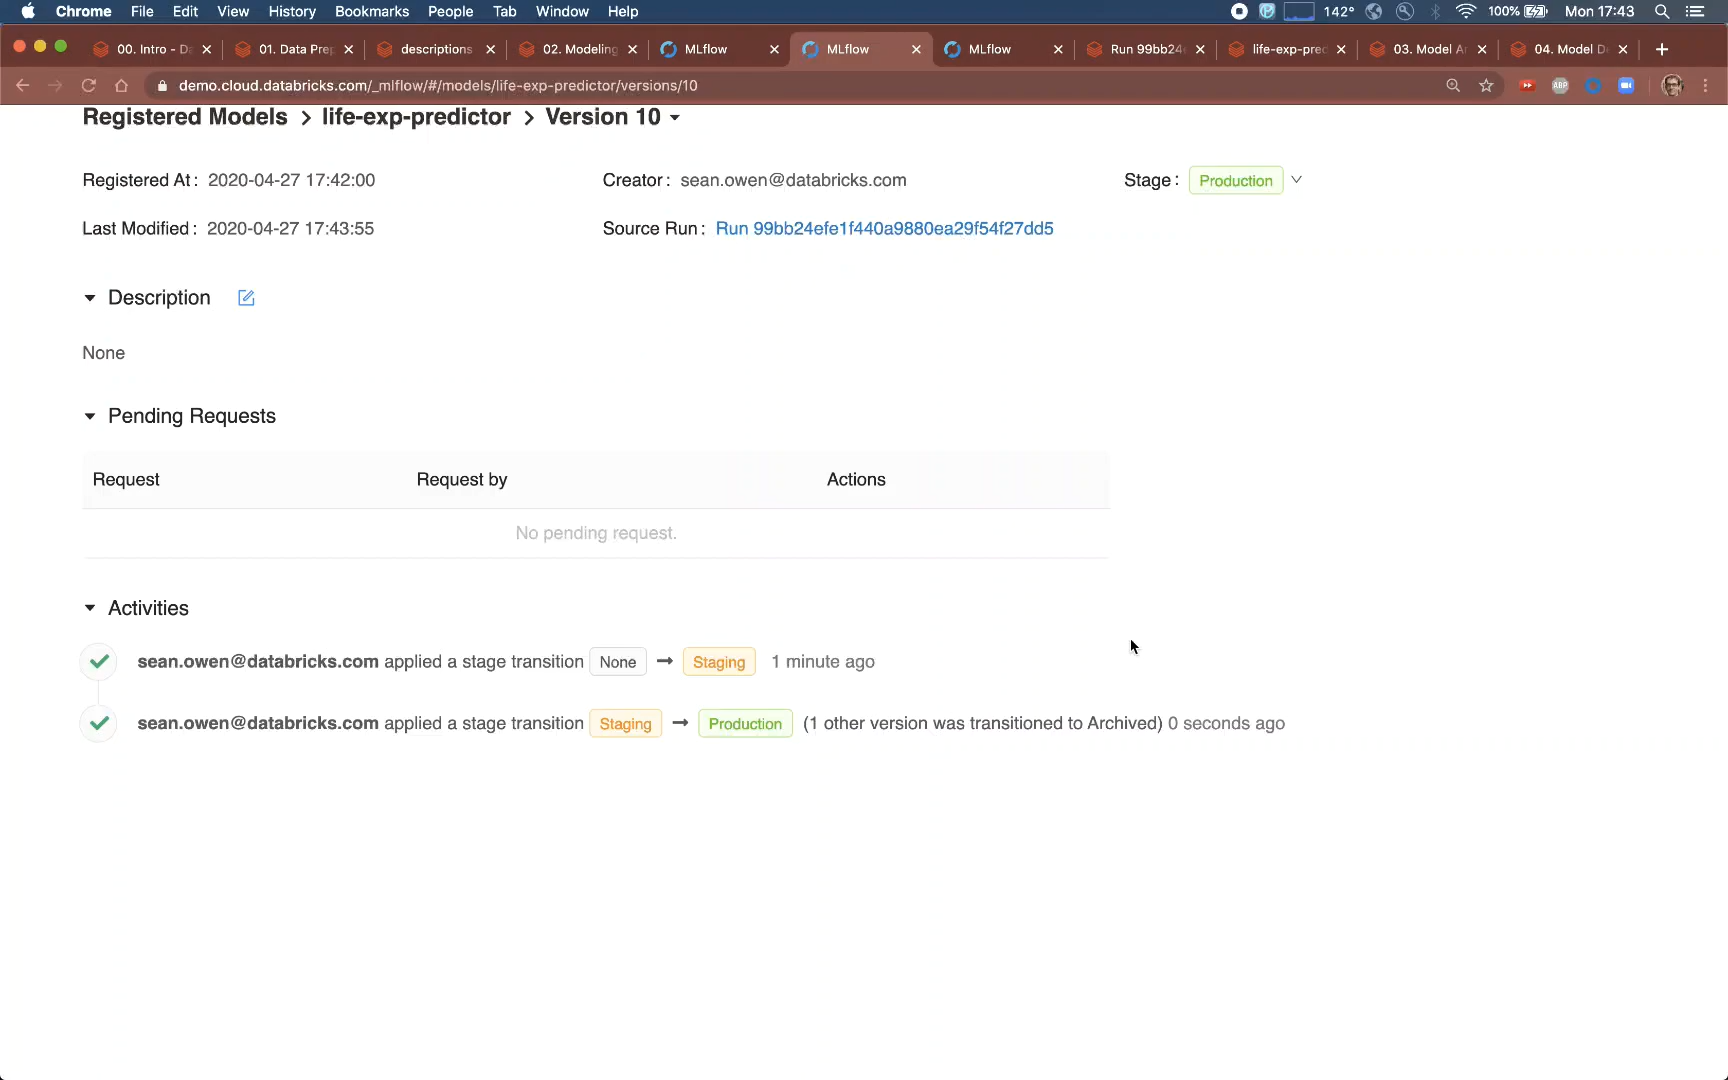 Chrome File Edit View History Bookmarks People Tab Window Help 142° 100% Mon 17:43
00. Intro - Da 01. Data Prep descriptions 02. Modeling MLflow MLflow MLflow Run 99bb24 life-exp-pred 03. Model A 04. Model D
demo.cloud.databricks.com/_mlflow/#/models/life-exp-predictor/versions/10 ABP
Registered Models > life-exp-predictor > Version 10
Registered At: 2020-04-27 17:42:00 Creator: sean.owen@databricks.com Stage: Production
Last Modified: 2020-04-27 17:43:55 Source Run: Run 99bb24efe1f440a9880ea29f54f27dd5
Description
None
Pending Requests
Request Request by Actions
No pending request.
Activities
sean.owen@databricks.com applied a stage transition None → Staging 1 minute ago
sean.owen@databricks.com applied a stage transition Staging → Production (1 other version was transitioned to Archived) 0 seconds ago